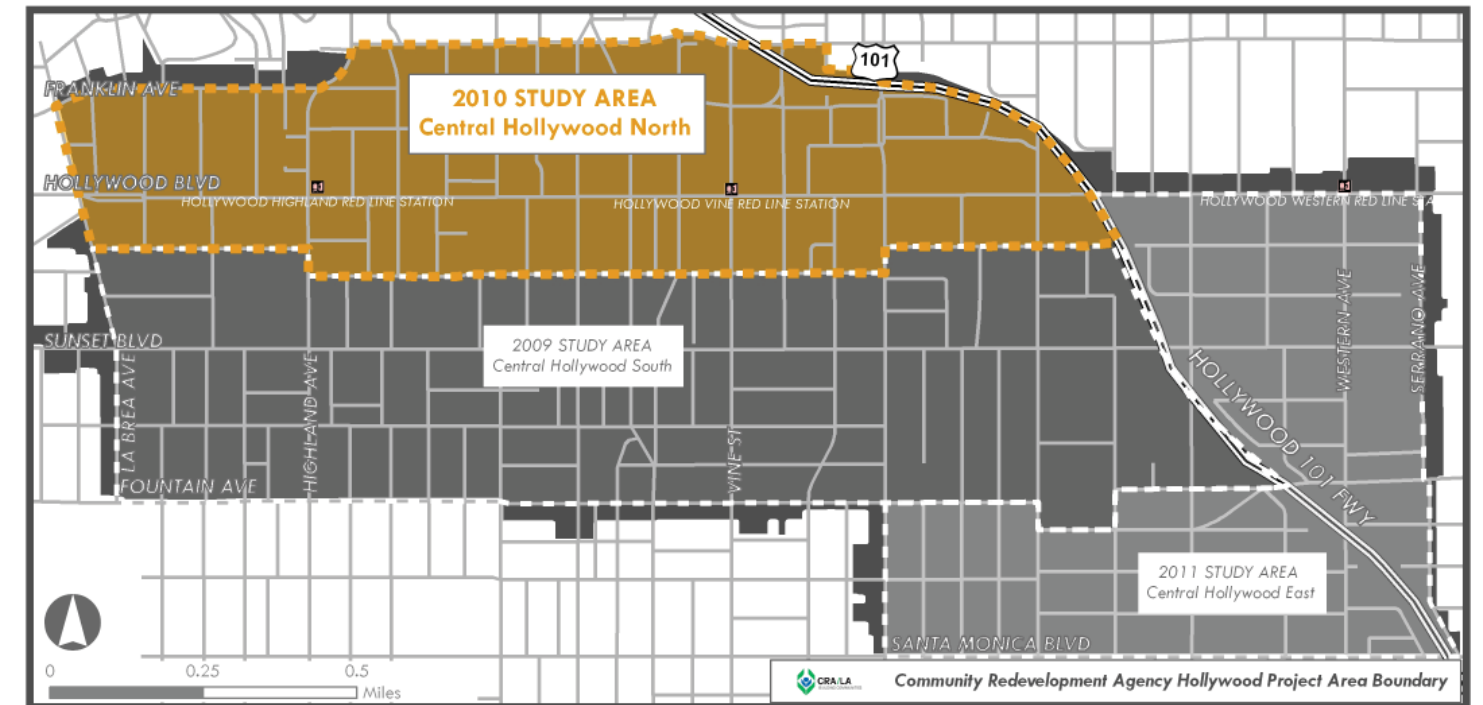 101
FRANKLIN AVE
2010 STUDY AREA
Central Hollywood North
HOLLYWOOD BLVD
HOLLYWOOD HIGHLAND RED LINE STATION
HOLLYWOOD VINE RED LINE STATION
HOLLYWOOD WESTERN RED LINE STA
SUNSET BLVD
2009 STUDY AREA
Central Hollywood South
LA BREA AVE
HIGHLAND AVE
VINE ST
WESTERN AVE
SERRANO AVE
HOLLYWOOD 101 FWY
FOUNTAIN AVE
2011 STUDY AREA
Central Hollywood East
SANTA MONICA BLVD
0 0.25 0.5
Miles
CRA/LA
Community Redevelopment Agency Hollywood Project Area Boundary